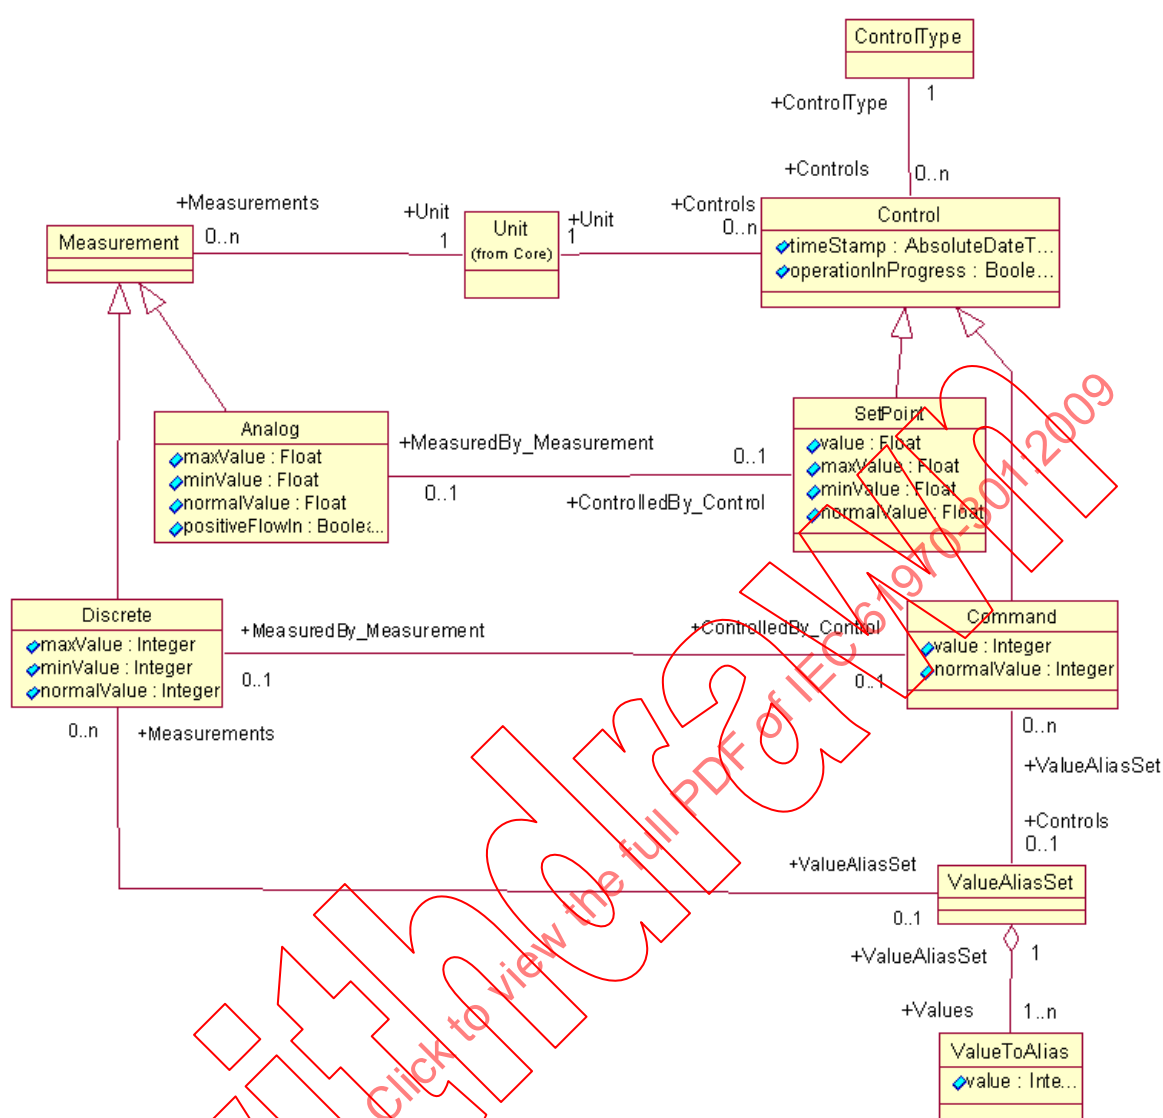 ControlType
+ControlType
1
+Controls
0..n
+Measurements
0..n
+Unit
1
Unit
(from Core)
+Unit
1
+Controls
0..n
Measurement
Control
timeStamp : AbsoluteDateT...
operationInProgress : Boole...
Analog
maxValue : Float
minValue : Float
normalValue : Float
positiveFlowIn : Boolea...
+MeasuredBy_Measurement
0..1
0..1
+ControlledBy_Control
SetPoint
value : Float
maxValue : Float
minValue : Float
normalValue : Float
Discrete
maxValue : Integer
minValue : Integer
normalValue : Integer
+MeasuredBy_Measurement
0..1
+ControlledBy_Control
0..1
Command
value : Integer
normalValue : Integer
0..n
+Measurements
0..n
+ValueAliasSet
+Controls
0..1
+ValueAliasSet
0..1
ValueAliasSet
+ValueAliasSet
1
+Values
1..n
ValueToAlias
value : Inte...
Click to view the full PDF of IEC 61970-301:2009
withdrawn